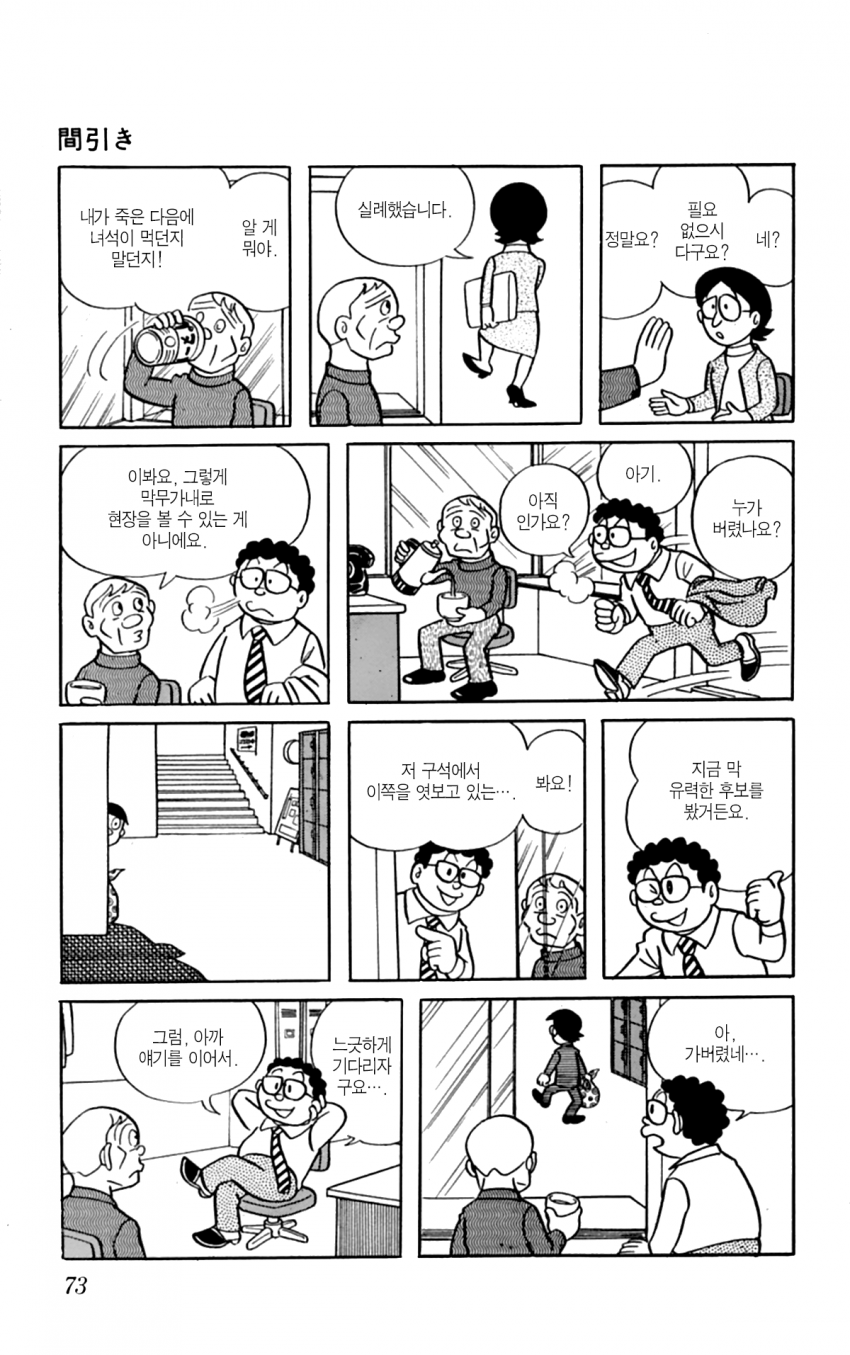 間引き
네?
필요
없으시
다구요?
정말요?
실례했습니다.
알 게
뭐야.
내가 죽은 다음에
녀석이 먹던지
말던지!
누가
버렸나요?
아기.
아직
인가요?
이봐요, 그렇게
막무가내로
현장을 볼 수 있는 게
아니에요.
지금 막
유력한 후보를
봤거든요.
봐요!
저 구석에서
이쪽을 엿보고 있는….
아,
가버렸네….
느긋하게
기다리자
구요….
그럼, 아까
얘기를 이어서.
73